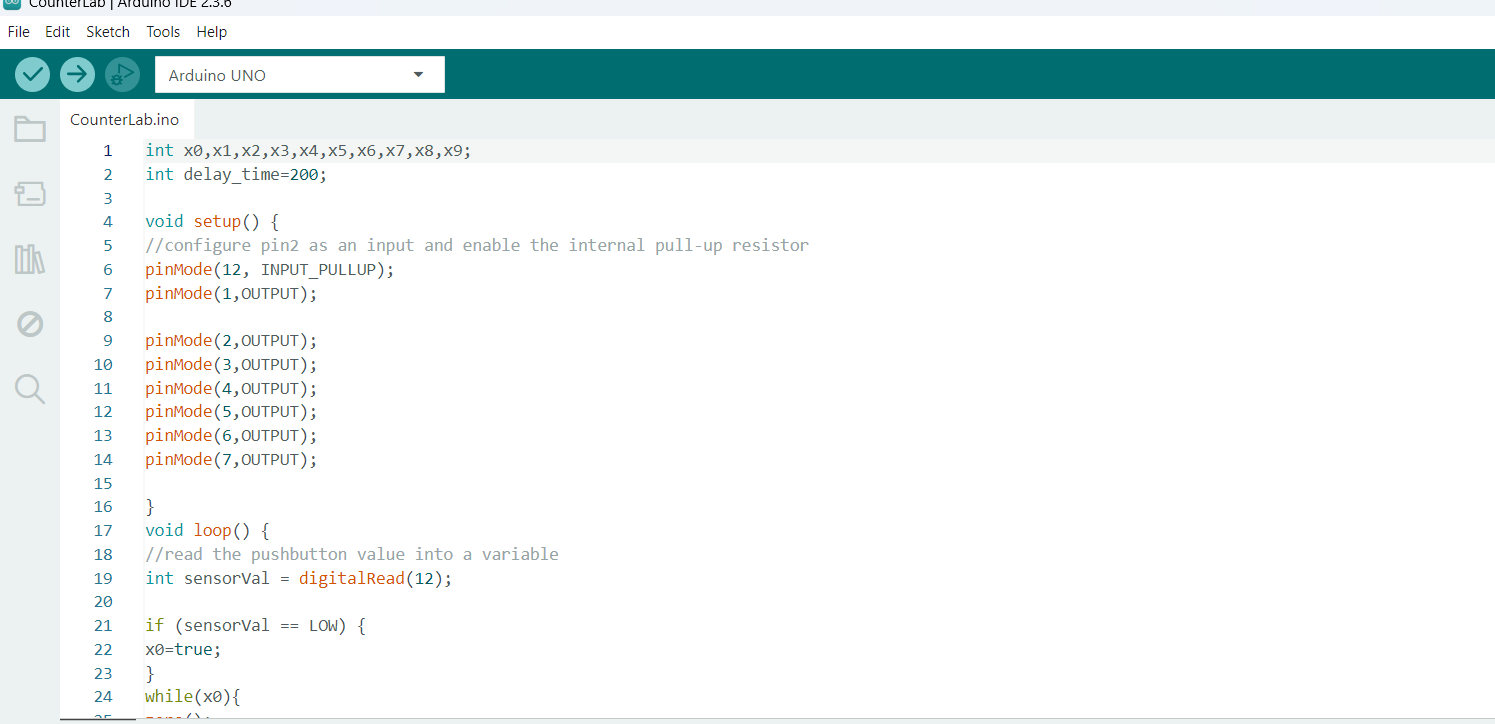 CounterLab | Arduino IDE 2.3.6
File Edit Sketch Tools Help
Arduino UNO
CounterLab.ino
1 int x0,x1,x2,x3,x4,x5,x6,x7,x8,x9;
2 int delay_time=200;
3
4 void setup() {
5 //configure pin2 as an input and enable the internal pull-up resistor
6 pinMode(12, INPUT_PULLUP);
7 pinMode(1,OUTPUT);
8
9 pinMode(2,OUTPUT);
10 pinMode(3,OUTPUT);
11 pinMode(4,OUTPUT);
12 pinMode(5,OUTPUT);
13 pinMode(6,OUTPUT);
14 pinMode(7,OUTPUT);
15
16 }
17 void loop() {
18 //read the pushbutton value into a variable
19 int sensorVal = digitalRead(12);
20
21 if (sensorVal == LOW) {
22 x0=true;
23 }
24 while(x0){